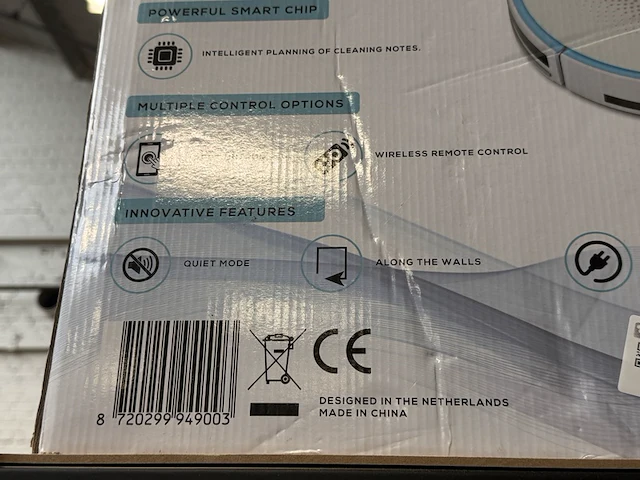 POWERFUL SMART CHIP
INTELLIGENT PLANNING OF CLEANING NOTES.
MULTIPLE CONTROL OPTIONS
WIRELESS REMOTE CONTROL
INNOVATIVE FEATURES
QUIET MODE
ALONG THE WALLS
CE
DESIGNED IN THE NETHERLANDS
MADE IN CHINA
8 720299 949003